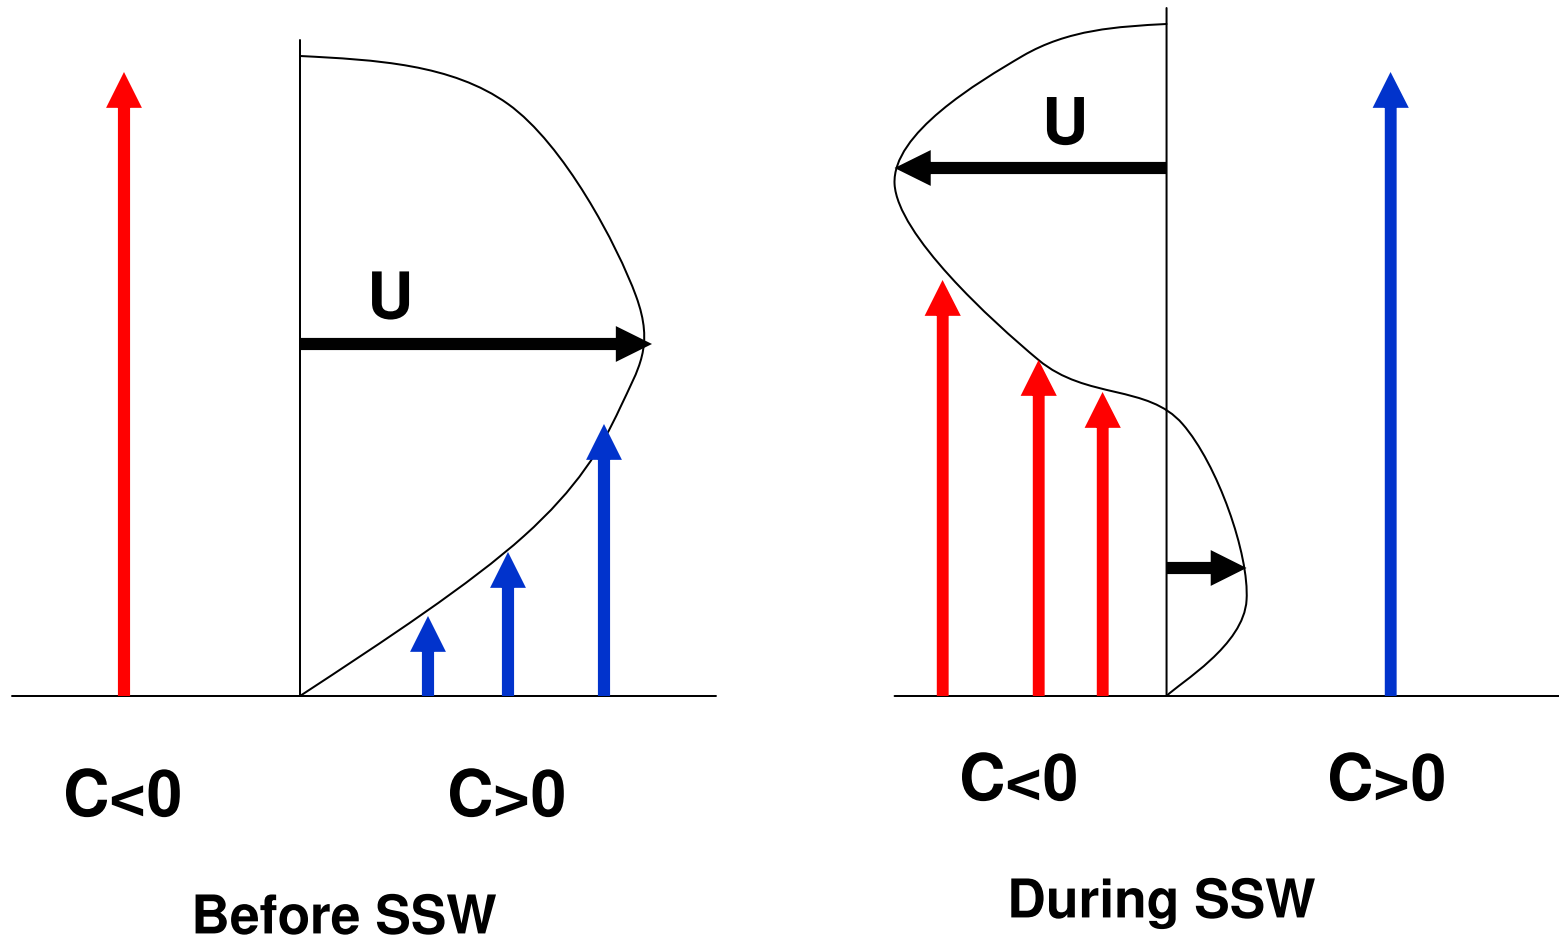 U
U
C<0
C>0
C<0
C>0
Before SSW
During SSW